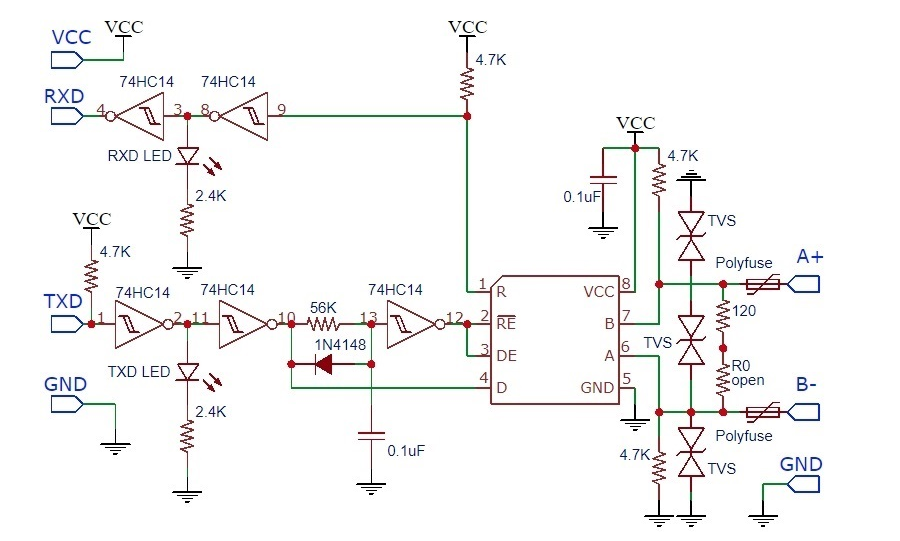 VCC
VCC
VCC
4.7K
74HC14
74HC14
RXD
4
3
8
9
RXD LED
2.4K
VCC
4.7K
0.1uF
TVS
VCC
4.7K
Polyfuse
A+
TXD
74HC14
74HC14
74HC14
1
2
11
10
56K
13
12
1N4148
1
R
VCC
8
2
RE
B
7
3
DE
A
6
4
D
GND
5
120
TVS
R0
open
B-
TXD LED
2.4K
GND
0.1uF
Polyfuse
4.7K
TVS
GND